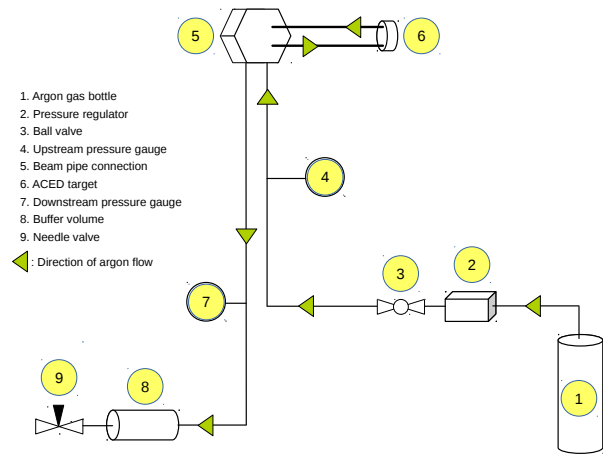 5
6
1. Argon gas bottle
2. Pressure regulator
3. Ball valve
4. Upstream pressure gauge
5. Beam pipe connection
6. ACED target
7. Downstream pressure gauge
8. Buffer volume
9. Needle valve
: Direction of argon flow
4
3
2
7
9
8
1